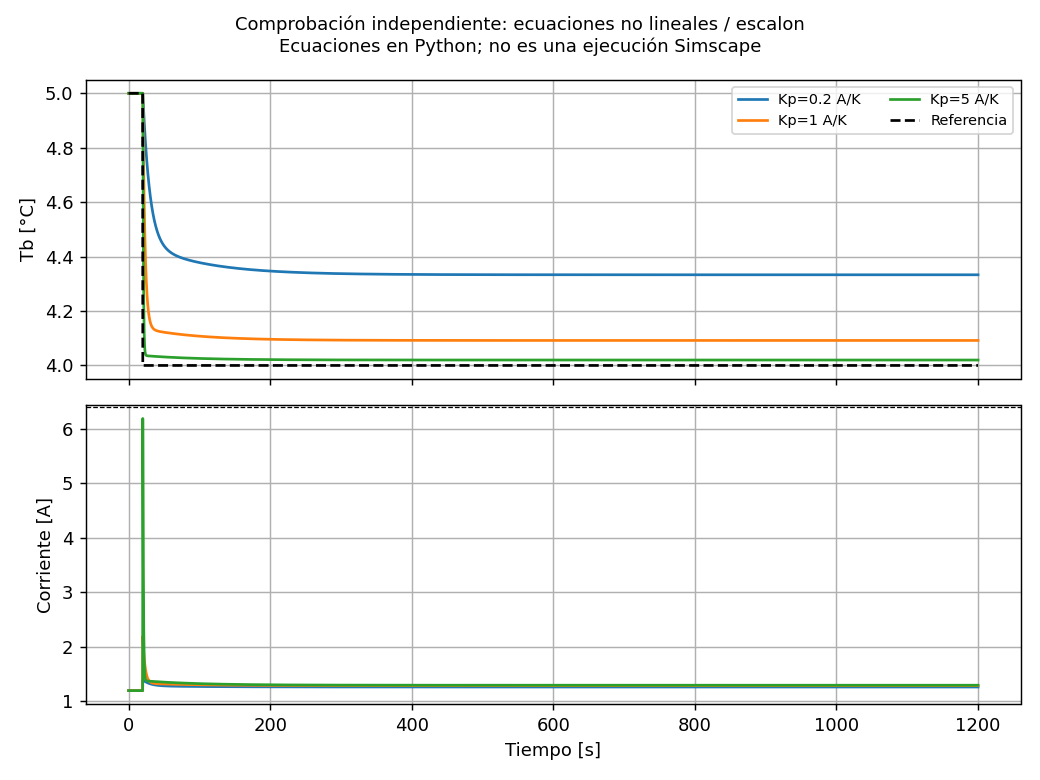 Comprobación independiente: ecuaciones no lineales / escalon
Ecuaciones en Python; no es una ejecución Simscape
Kp=0.2 A/K
Kp=1 A/K
Kp=5 A/K
Referencia
Tb [°C]
5.0
4.8
4.6
4.4
4.2
4.0
Corriente [A]
6
5
4
3
2
1
0 200 400 600 800 1000 1200
Tiempo [s]